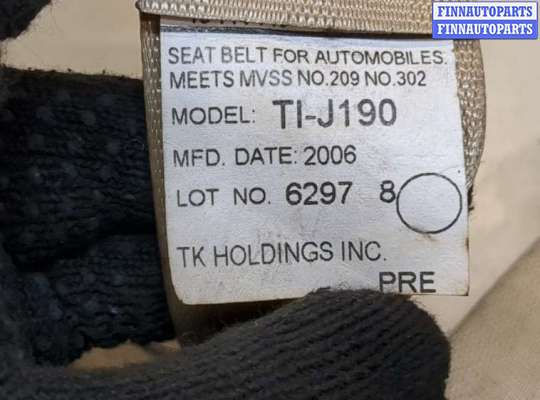 FINNAUTOPARTS
FINNAUTOPARTS
SEAT BELT FOR AUTOMOBILES.
MEETS MVSS NO.209 NO.302
MODEL: TI-J190
MFD. DATE: 2006
LOT NO. 6297 8
TK HOLDINGS INC.
PRE